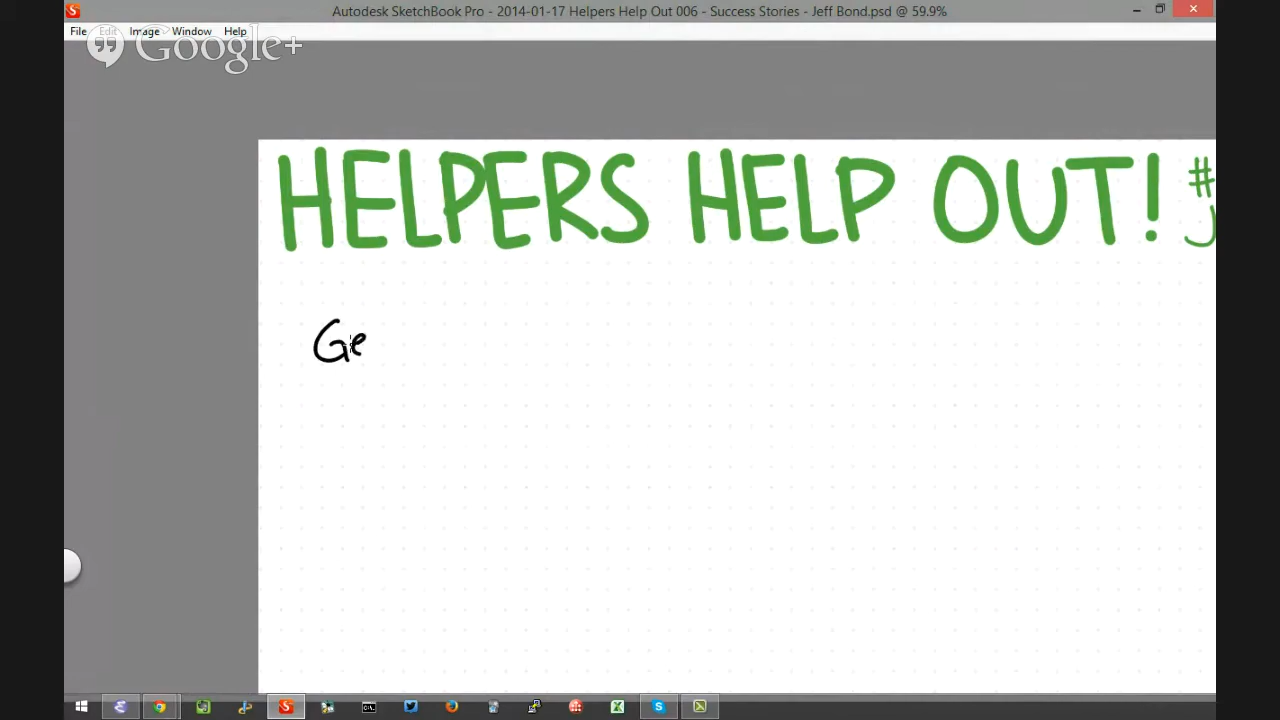 Autodesk SketchBook Pro - 2014-01-17 Helpers Help Out 006 - Success Stories - Jeff Bond.psd @ 59.9%
File Edit Image Window Help
Google+
HELPERS HELP OUT! #
Ge